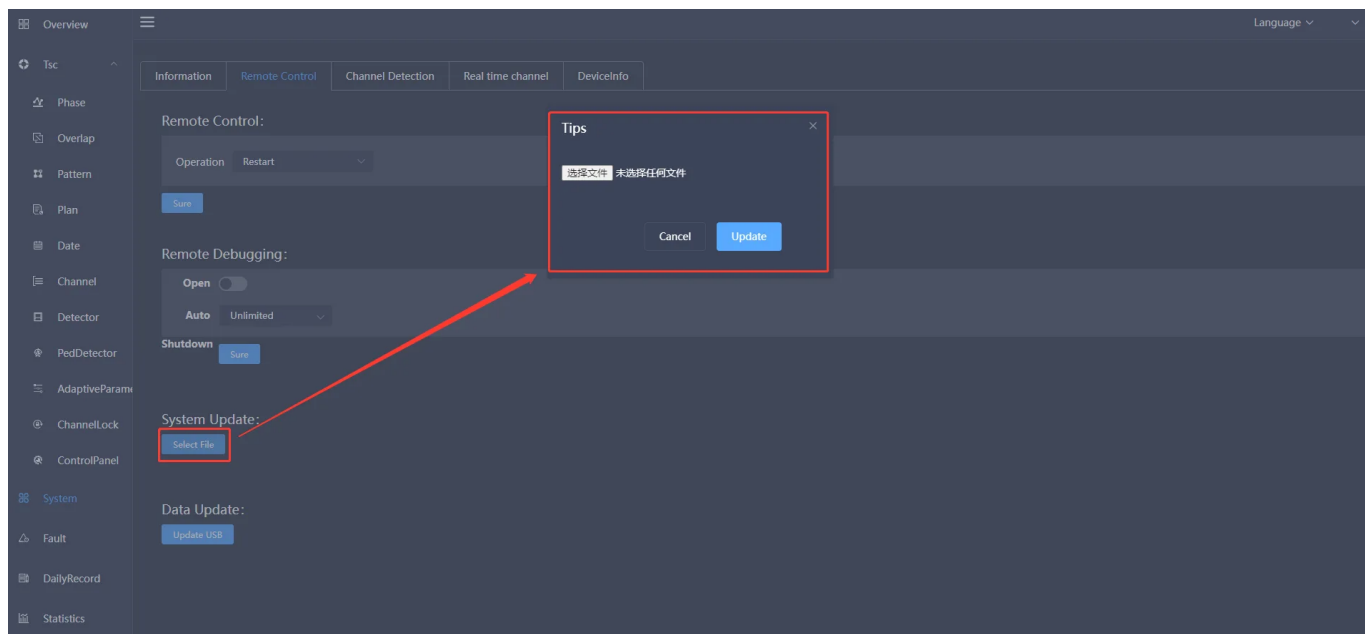 Overview
Language
Tsc
Information
Remote Control
Channel Detection
Real time channel
DeviceInfo
Phase
Overlap
Pattern
Plan
Date
Channel
Detector
PedDetector
AdaptiveParame
ChannelLock
ControlPanel
System
Fault
DailyRecord
Statistics
Remote Control:
Operation Restart
Sure
Remote Debugging:
Open
Auto Unlimited
Shutdown
Sure
System Update:
Select File
Data Update:
Update USB
Tips
选择文件 未选择任何文件
Cancel Update